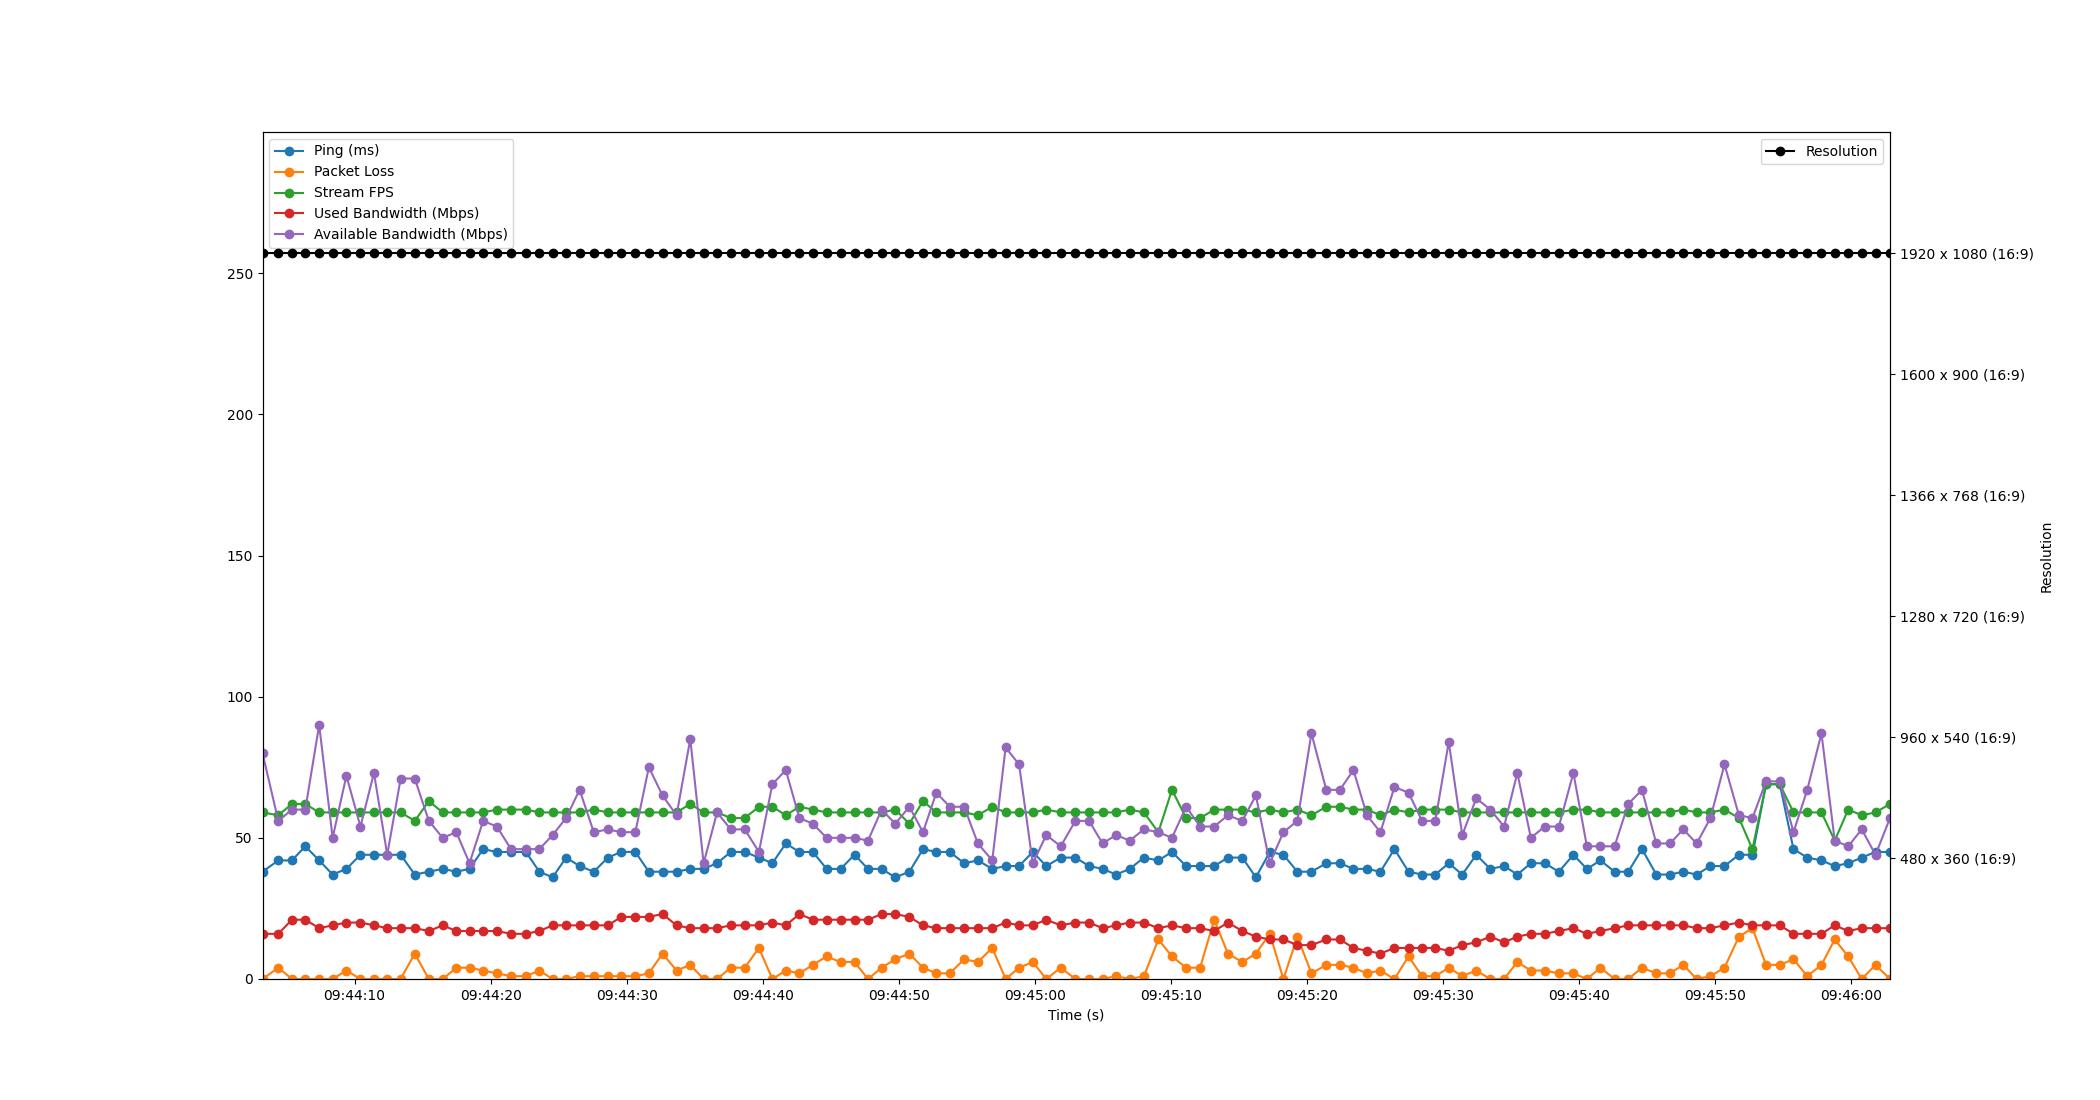 Ping (ms)
Packet Loss
Stream FPS
Used Bandwidth (Mbps)
Available Bandwidth (Mbps)
Resolution
250
200
150
100
50
0
1920 x 1080 (16:9)
1600 x 900 (16:9)
1366 x 768 (16:9)
1280 x 720 (16:9)
960 x 540 (16:9)
480 x 360 (16:9)
Resolution
09:44:10 09:44:20 09:44:30 09:44:40 09:44:50 09:45:00 09:45:10 09:45:20 09:45:30 09:45:40 09:45:50 09:46:00
Time (s)